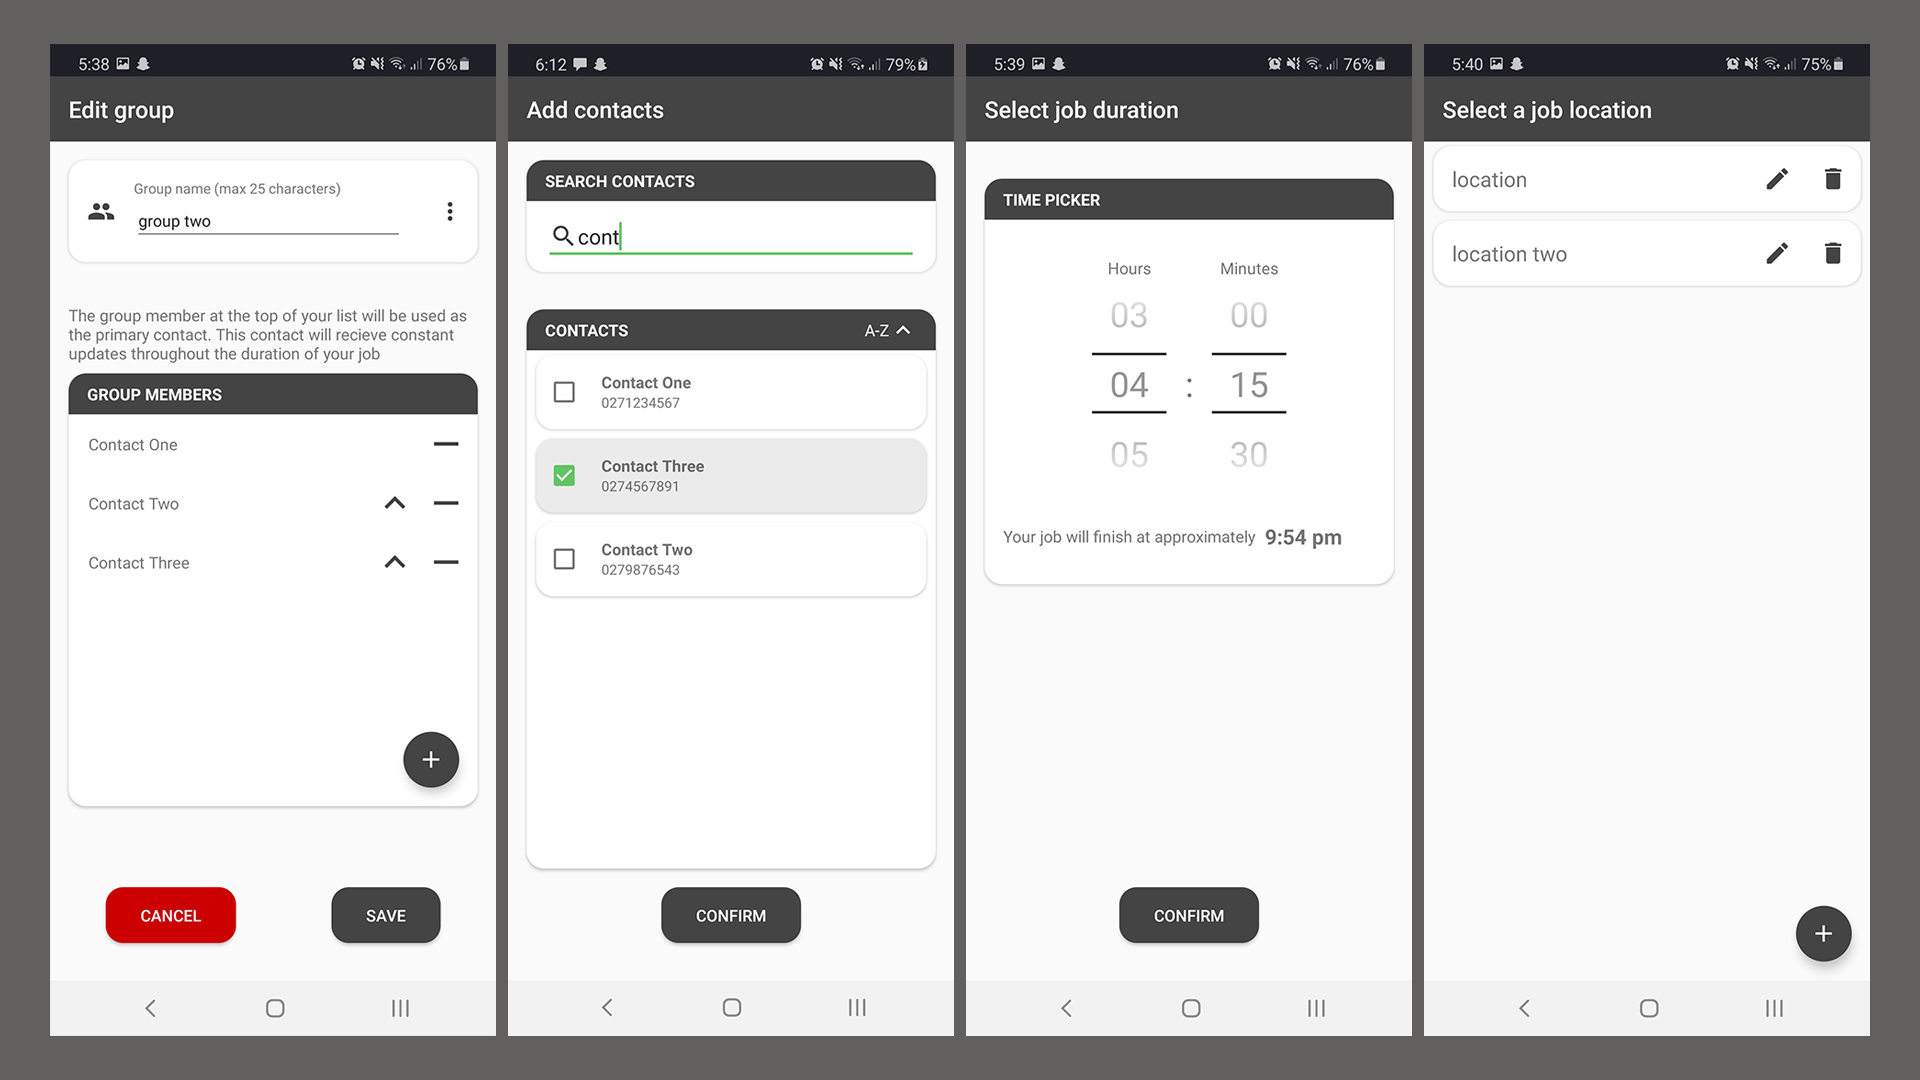 5:38
76%
Edit group
Group name (max 25 characters)
group two
The group member at the top of your list will be used as
the primary contact. This contact will recieve constant
updates throughout the duration of your job
GROUP MEMBERS
Contact One
Contact Two
Contact Three
CANCEL
SAVE
6:12
79%
Add contacts
SEARCH CONTACTS
cont
CONTACTS
A-Z
Contact One
0271234567
Contact Three
0274567891
Contact Two
0279876543
CONFIRM
5:39
76%
Select job duration
TIME PICKER
Hours Minutes
03 00
04 : 15
05 30
Your job will finish at approximately 9:54 pm
CONFIRM
5:40
75%
Select a job location
location
location two